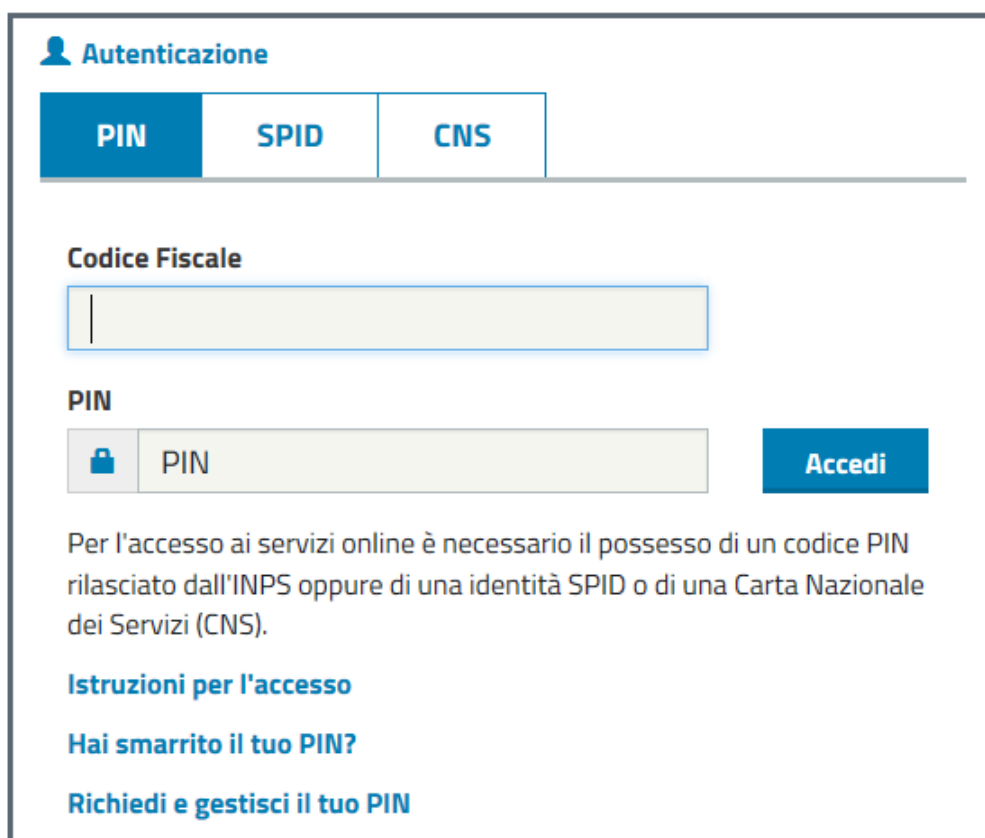 Autenticazione
PIN SPID CNS
Codice Fiscale
PIN
PIN Accedi
Per l'accesso ai servizi online è necessario il possesso di un codice PIN
rilasciato dall'INPS oppure di una identità SPID o di una Carta Nazionale
dei Servizi (CNS).
Istruzioni per l'accesso
Hai smarrito il tuo PIN?
Richiedi e gestisci il tuo PIN